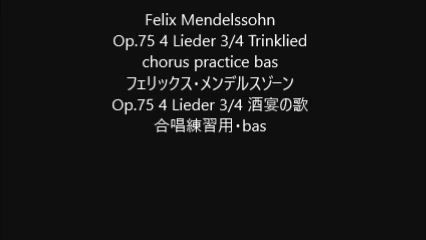 Felix Mendelssohn
Op.75 4 Lieder 3/4 Trinklied
chorus practice bas
フェリックス・メンデルスゾーン
Op.75 4 Lieder 3/4 酒宴の歌
合唱練習用・bas